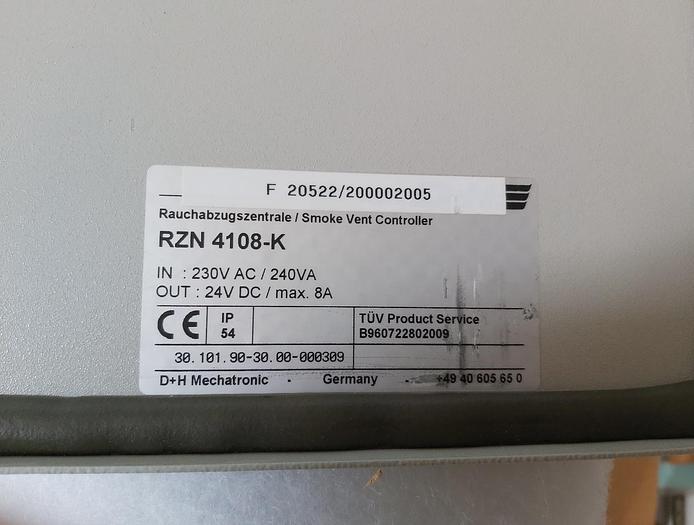 F 20522/200002005
Rauchabzugszentrale / Smoke Vent Controller
RZN 4108-K
IN : 230V AC / 240VA
OUT : 24V DC / max. 8A
CE IP 54 TÜV Product Service
B960722802009
30.101.90-30.00-000309
D+H Mechatronic · Germany · +49 40 605 65 0